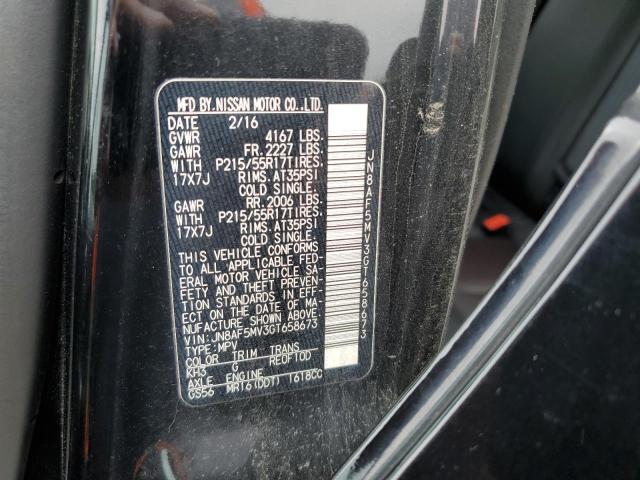 MFD BY.NISSAN MOTOR CO.,LTD.
DATE 2/16
GVWR 4167 LBS.
GAWR FR.2227 LBS.
WITH P215/55R17TIRES.
17X7J RIMS.AT35PSI
COLD SINGLE.
GAWR RR.2006 LBS.
WITH P215/55R17TIRES.
17X7J RIMS.AT35PSI
COLD SINGLE.
THIS VEHICLE CONFORMS
TO ALL APPLICABLE FED-
ERAL MOTOR VEHICLE SA-
FETY AND THEFT PREVEN-
TION STANDARDS IN EFF-
ECT ON THE DATE OF MA-
NUFACTURE SHOWN ABOVE.
VIN:JN8AF5MV3GT658673
TYPE:MPV
COLOR TRIM TRANS
KH3 G RE0F10D
AXLE ENGINE
GS56 MR16(DDT) 1618CC
JN8AF5MV3GT658673